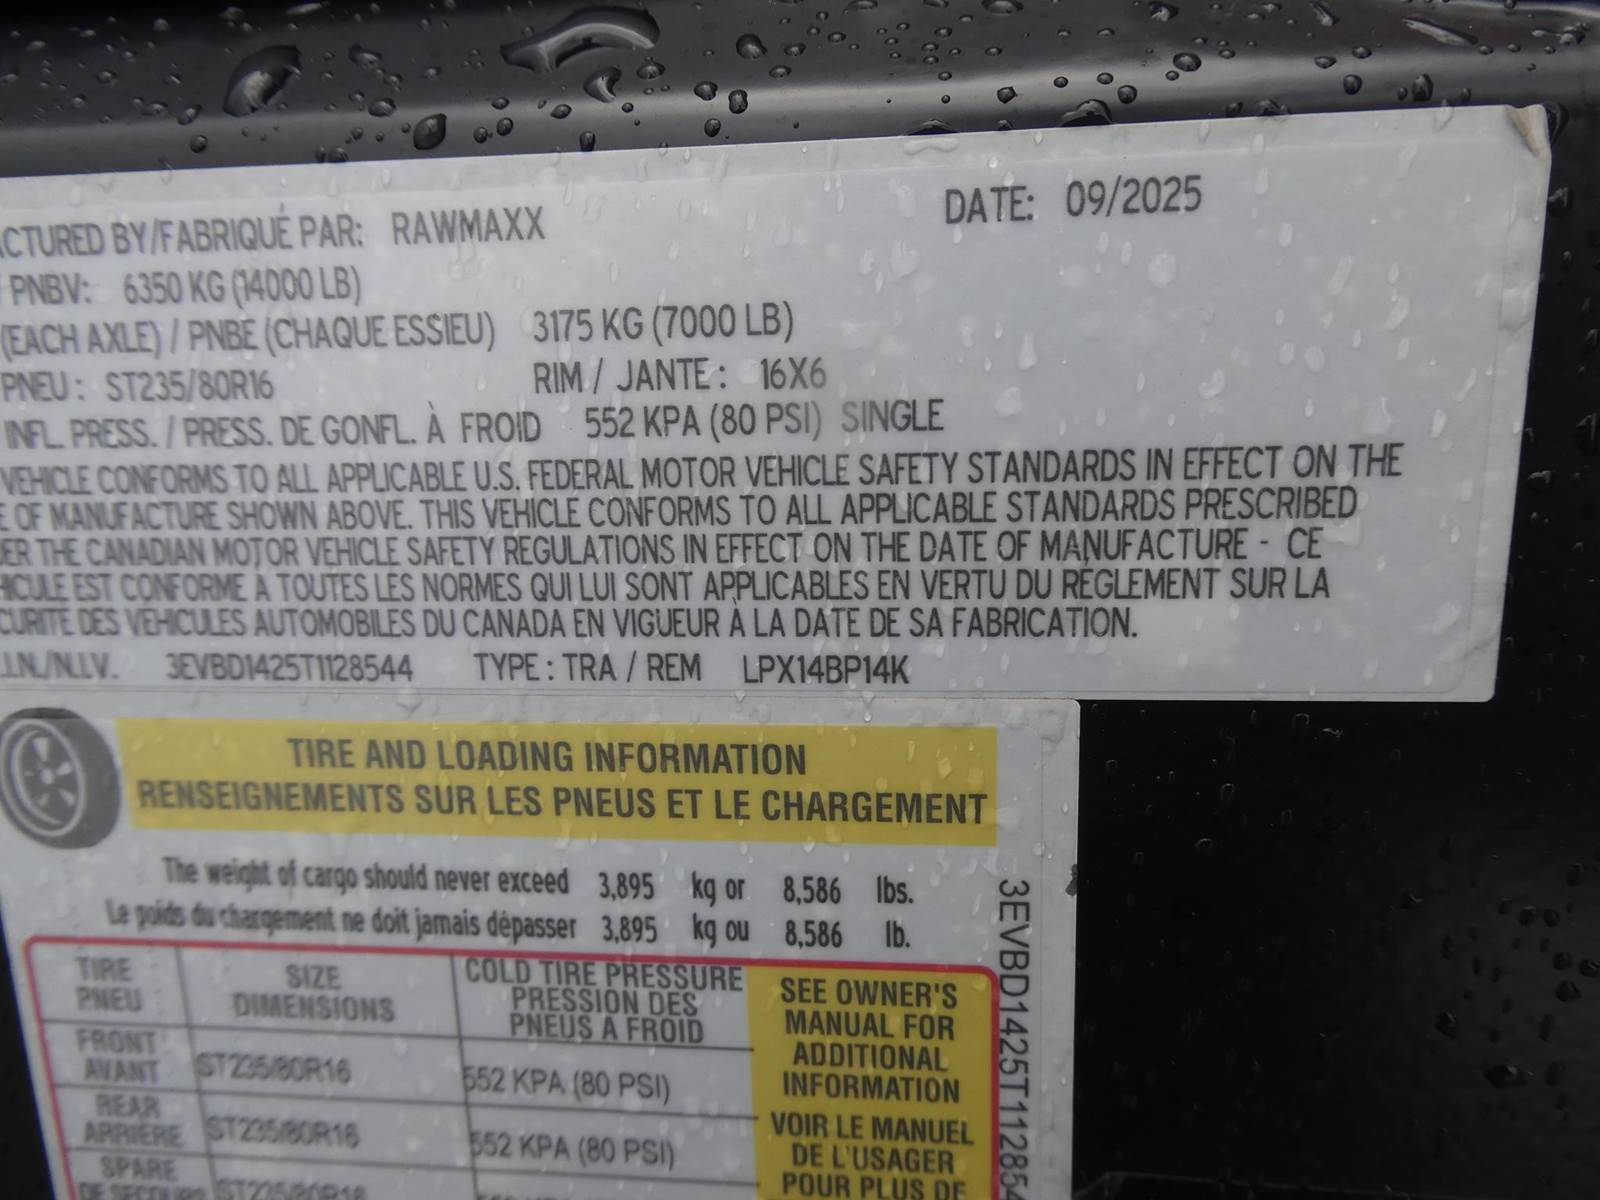 ACTURED BY/FABRIQUÉ PAR: RAWMAXX DATE: 09/2025
/ PNBV: 6350 KG (14000 LB)
(EACH AXLE) / PNBE (CHAQUE ESSIEU) 3175 KG (7000 LB)
PNEU : ST235/80R16 RIM / JANTE : 16X6
INFL. PRESS. / PRESS. DE GONFL. À FROID 552 KPA (80 PSI) SINGLE
VEHICLE CONFORMS TO ALL APPLICABLE U.S. FEDERAL MOTOR VEHICLE SAFETY STANDARDS IN EFFECT ON THE
E OF MANUFACTURE SHOWN ABOVE. THIS VEHICLE CONFORMS TO ALL APPLICABLE STANDARDS PRESCRIBED
ER THE CANADIAN MOTOR VEHICLE SAFETY REGULATIONS IN EFFECT ON THE DATE OF MANUFACTURE - CE
HICULE EST CONFORME À TOUTES LES NORMES QUI LUI SONT APPLICABLES EN VERTU DU RÉGLEMENT SUR LA
CURITE DES VEHICULES AUTOMOBILES DU CANADA EN VIGUEUR À LA DATE DE SA FABRICATION.
.I.N./N.I.V. 3EVBD1425T1128544 TYPE : TRA / REM LPX14BP14K
TIRE AND LOADING INFORMATION
RENSEIGNEMENTS SUR LES PNEUS ET LE CHARGEMENT
The weight of cargo should never exceed 3,895 kg or 8,586 lbs.
Le poids du chargement ne doit jamais dépasser 3,895 kg ou 8,586 lb.
TIRE PNEU SIZE DIMENSIONS COLD TIRE PRESSURE PRESSION DES PNEUS A FROID
FRONT AVANT ST235/80R16 552 KPA (80 PSI)
REAR ARRIÈRE ST235/80R16 552 KPA (80 PSI)
SPARE DE SECOURS ST235/80R16
SEE OWNER'S
MANUAL FOR
ADDITIONAL
INFORMATION
VOIR LE MANUEL
DE L'USAGER
POUR PLUS DE
3EVBD1425T112854